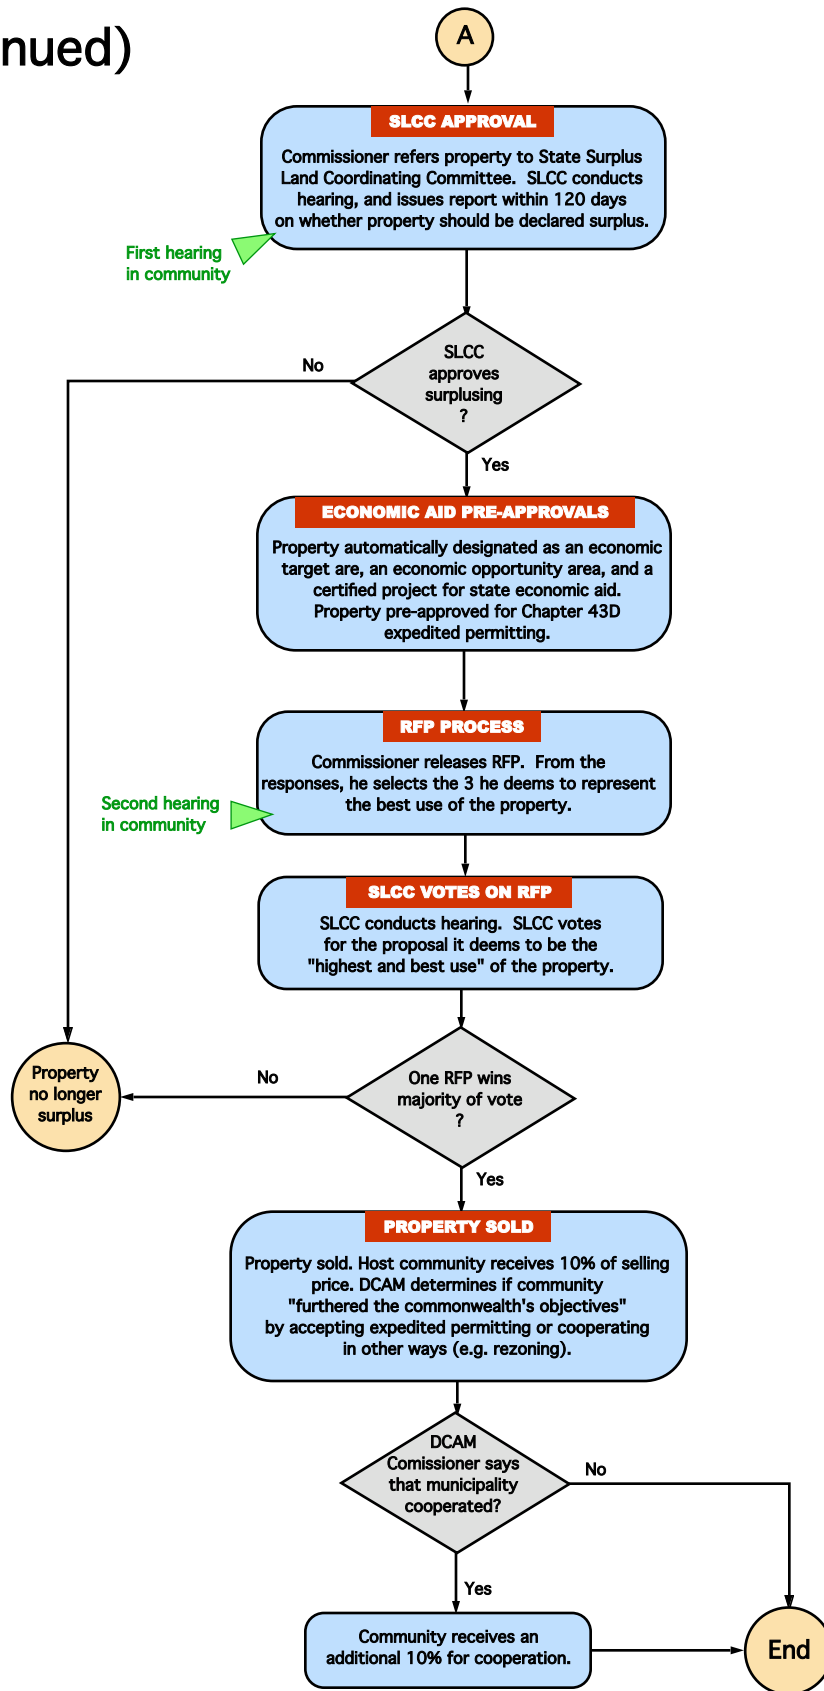 nued)
A
SLCC APPROVAL
Commissioner refers property to State Surplus
Land Coordinating Committee.  SLCC conducts
hearing, and issues report within 120 days
on whether property should be declared surplus.
First hearing
in community
SLCC
approves
surplusing
?
No
Yes
ECONOMIC AID PRE-APPROVALS
Property automatically designated as an economic
target are, an economic opportunity area, and a
certified project for state economic aid.
Property pre-approved for Chapter 43D
expedited permitting.
RFP PROCESS
Commissioner releases RFP.  From the
responses, he selects the 3 he deems to represent
the best use of the property.
Second hearing
in community
SLCC VOTES ON RFP
SLCC conducts hearing.  SLCC votes
for the proposal it deems to be the
"highest and best use" of the property.
Property
no longer
surplus
No
One RFP wins
majority of vote
?
Yes
PROPERTY SOLD
Property sold. Host community receives 10% of selling
price. DCAM determines if community
"furthered the commonwealth's objectives"
by accepting expedited permitting or cooperating
in other ways (e.g. rezoning).
DCAM
Comissioner says
that municipality
cooperated?
No
Yes
Community receives an
additional 10% for cooperation.
End